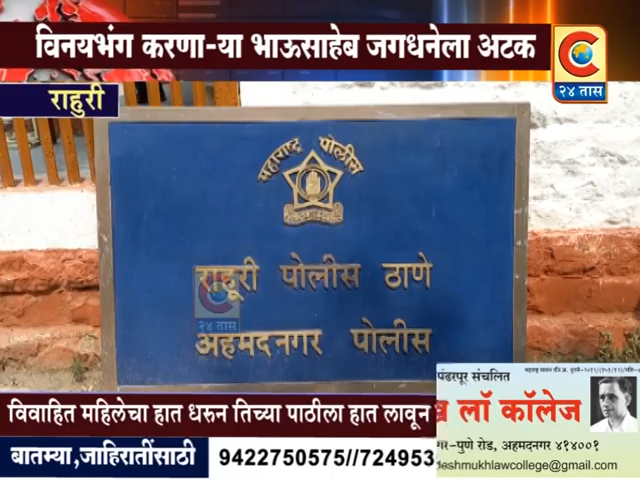 विनयभंग करणा-या भाऊसाहेब जगधनेला अटक
C
२४ तास
राहुरी
महाराष्ट्र पोलीस
राहूरी पोलीस ठाणे
C
२४ तास
अहमदनगर पोलीस
पंढरपूर संचलित
लॉ कॉलेज
गर-पुणे रोड, अहमदनगर ४१४००१
deshmukhlawcollege@gmail.com
विवाहित महिलेचा हात धरुन तिच्या पाठीला हात लावून
बातम्या,जाहिरातींसाठी 9422750575//724953